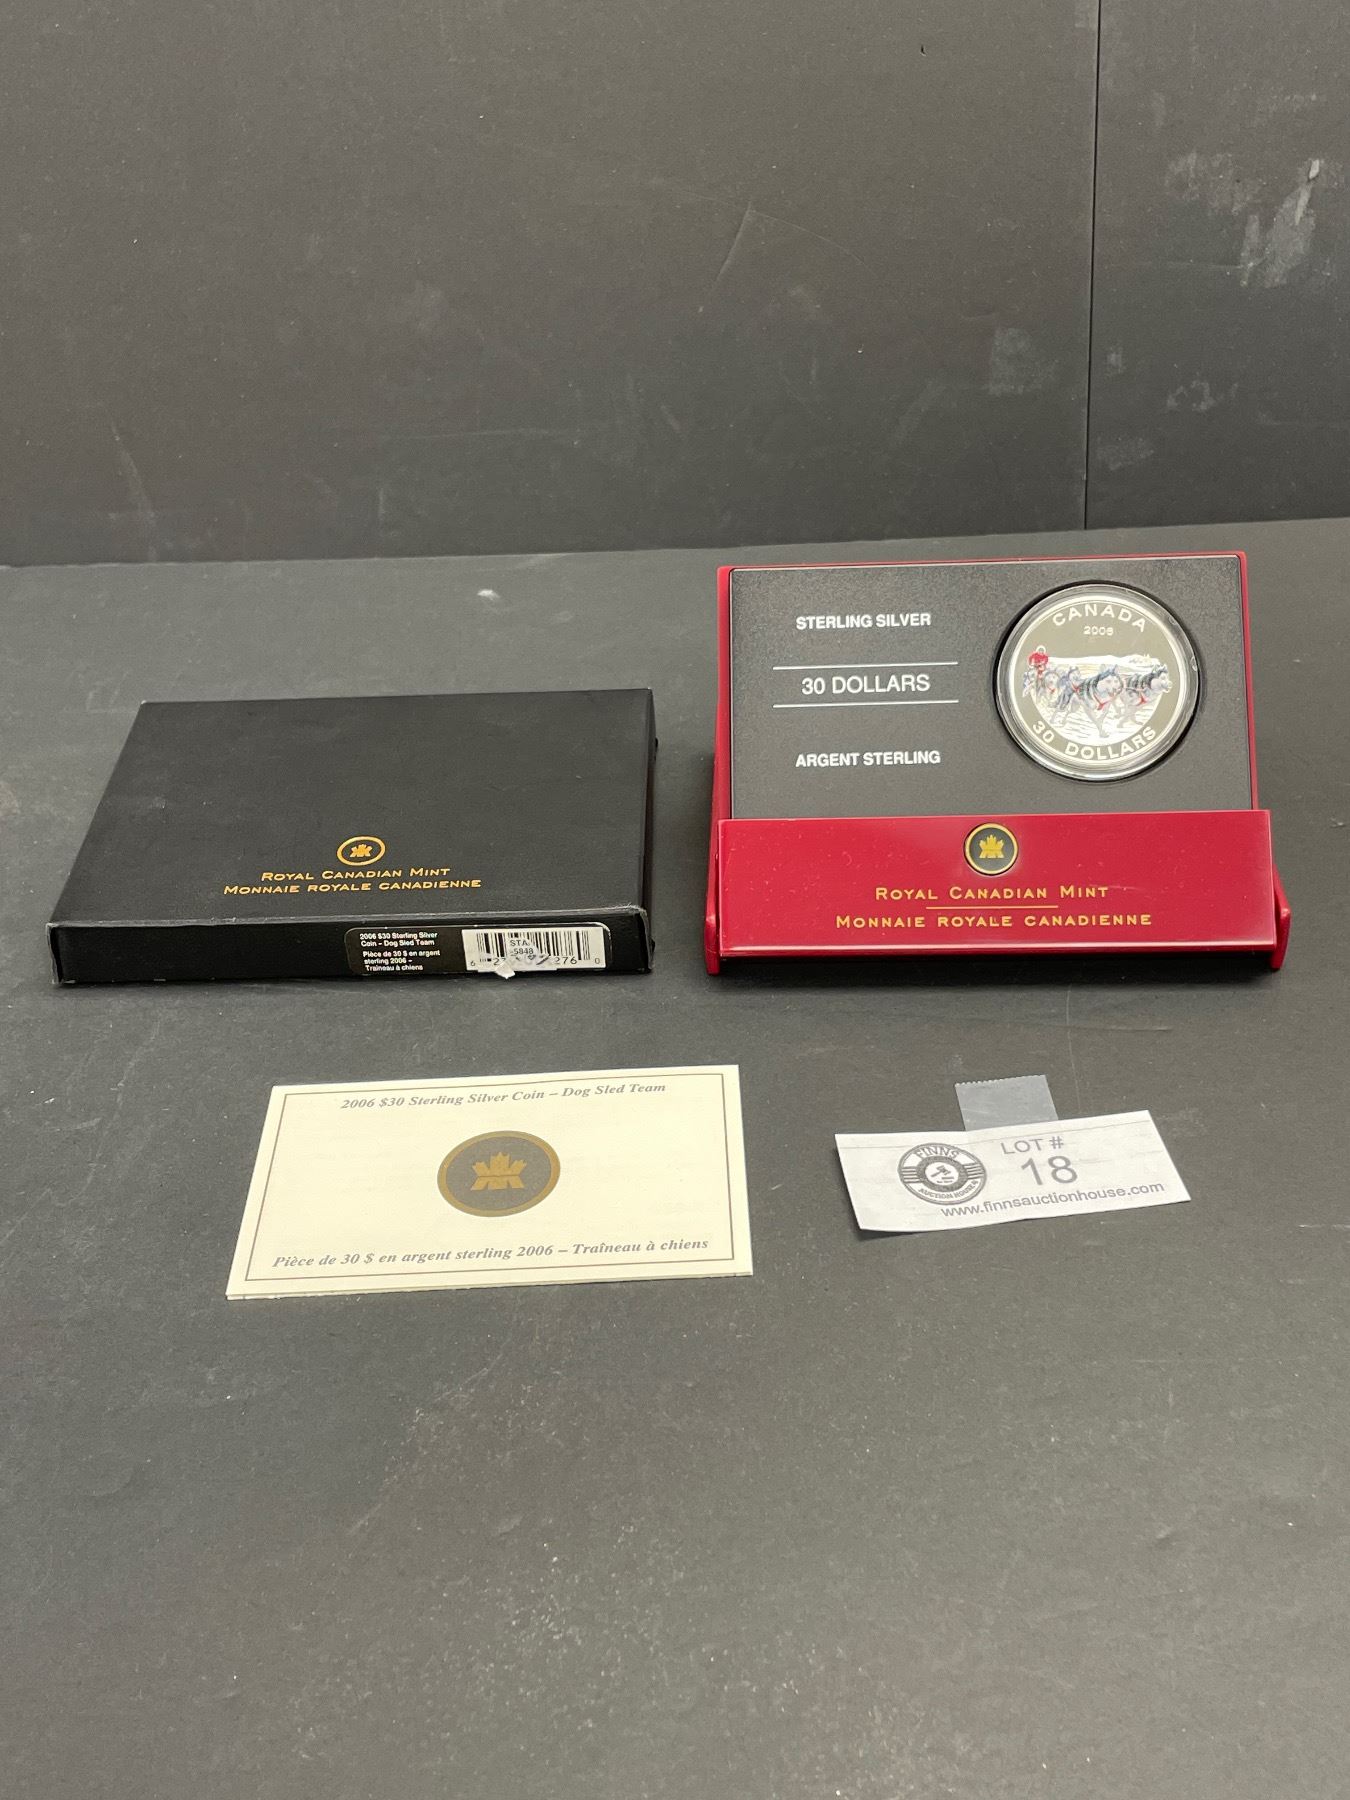 STERLING SILVER
30 DOLLARS
ARGENT STERLING
CANADA
2006
30 DOLLARS
ROYAL CANADIAN MINT
MONNAIE ROYALE CANADIENNE
ROYAL CANADIAN MINT
MONNAIE ROYALE CANADIENNE
2006 $30 Sterling Silver
Coin – Dog Sled Team
Pièce de 30 $ en argent
sterling 2006 –
Traîneau à chiens
2006 $30 Sterling Silver Coin – Dog Sled Team
Pièce de 30 $ en argent sterling 2006 – Traîneau à chiens
FINNS
AUCTION HOUSE
LOT #
18
www.finnsauctionhouse.com